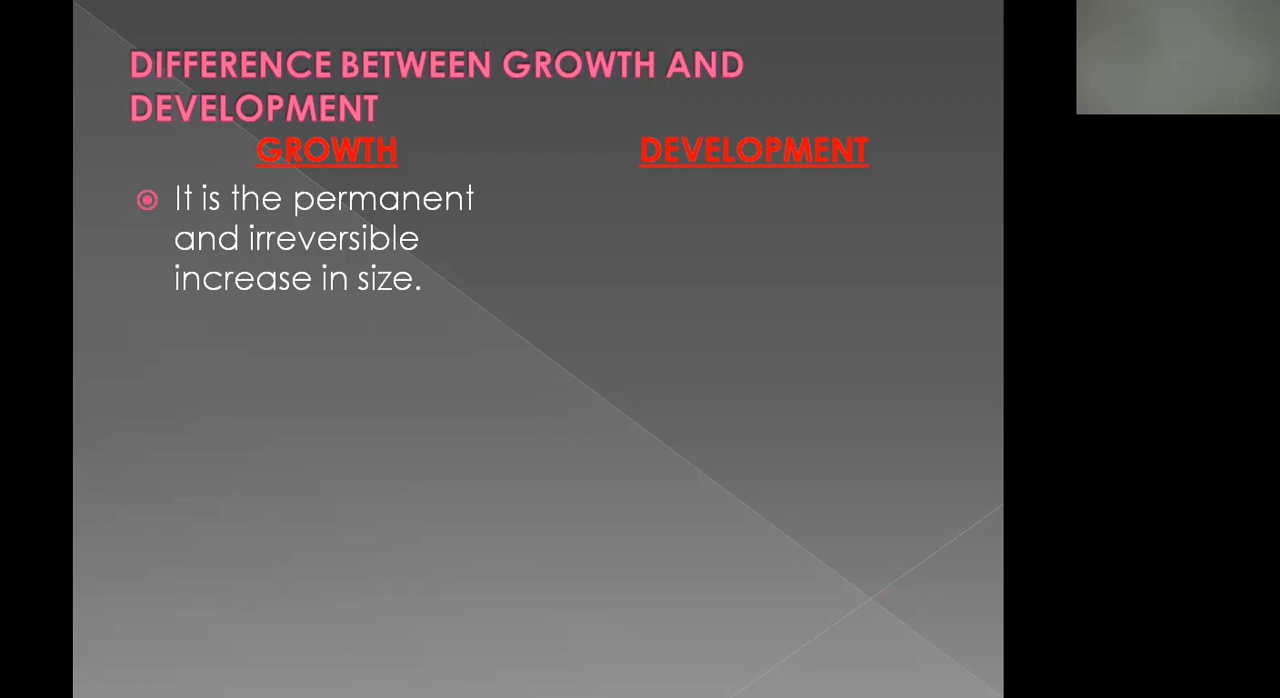 DIFFERENCE BETWEEN GROWTH AND
DEVELOPMENT
GROWTH
DEVELOPMENT
It is the permanent
and irreversible
increase in size.